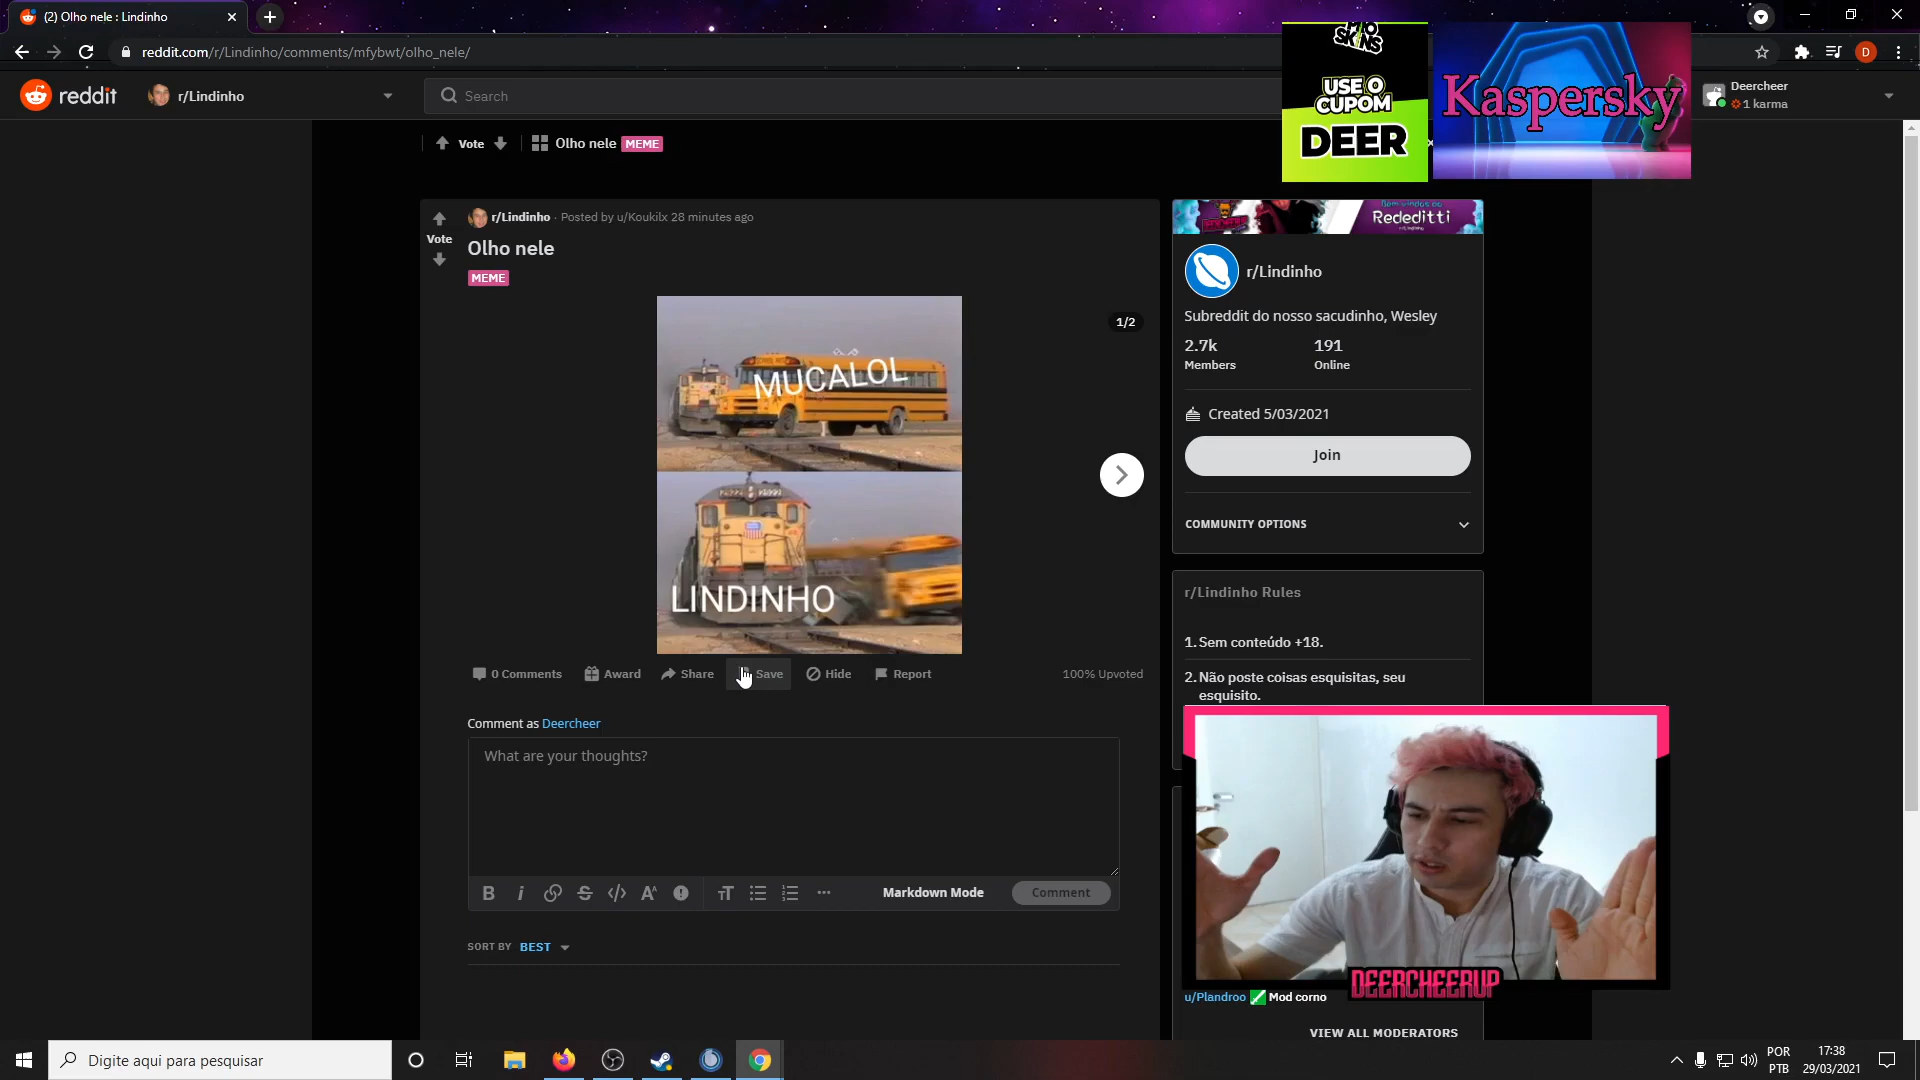 (2) Olho nele : Lindinho
reddit.com/r/Lindinho/comments/mfybwt/olho_nele/
D
reddit
r/Lindinho
Search
USE O
CUPOM
DEER
Kaspersky
Deercheer
1 karma
Vote
Olho nele MEME
r/Lindinho · Posted by u/Koukilx 28 minutes ago
Vote
Olho nele
MEME
1/2
MUCALOL
LINDINHO
0 Comments
Award
Share
Save
Hide
Report
100% Upvoted
Comment as Deercheer
What are your thoughts?
Markdown Mode
Comment
SORT BY BEST
Bem vindos ao
Rededitti
r/Lindinho
Subreddit do nosso sacudinho, Wesley
2.7k
191
Members
Online
Created 5/03/2021
Join
COMMUNITY OPTIONS
r/Lindinho Rules
1. Sem conteúdo +18.
2. Não poste coisas esquisitas, seu
esquisito.
DEERCHEERUP
u/Plandroo Mod corno
VIEW ALL MODERATORS
Digite aqui para pesquisar
POR
PTB
17:38
29/03/2021